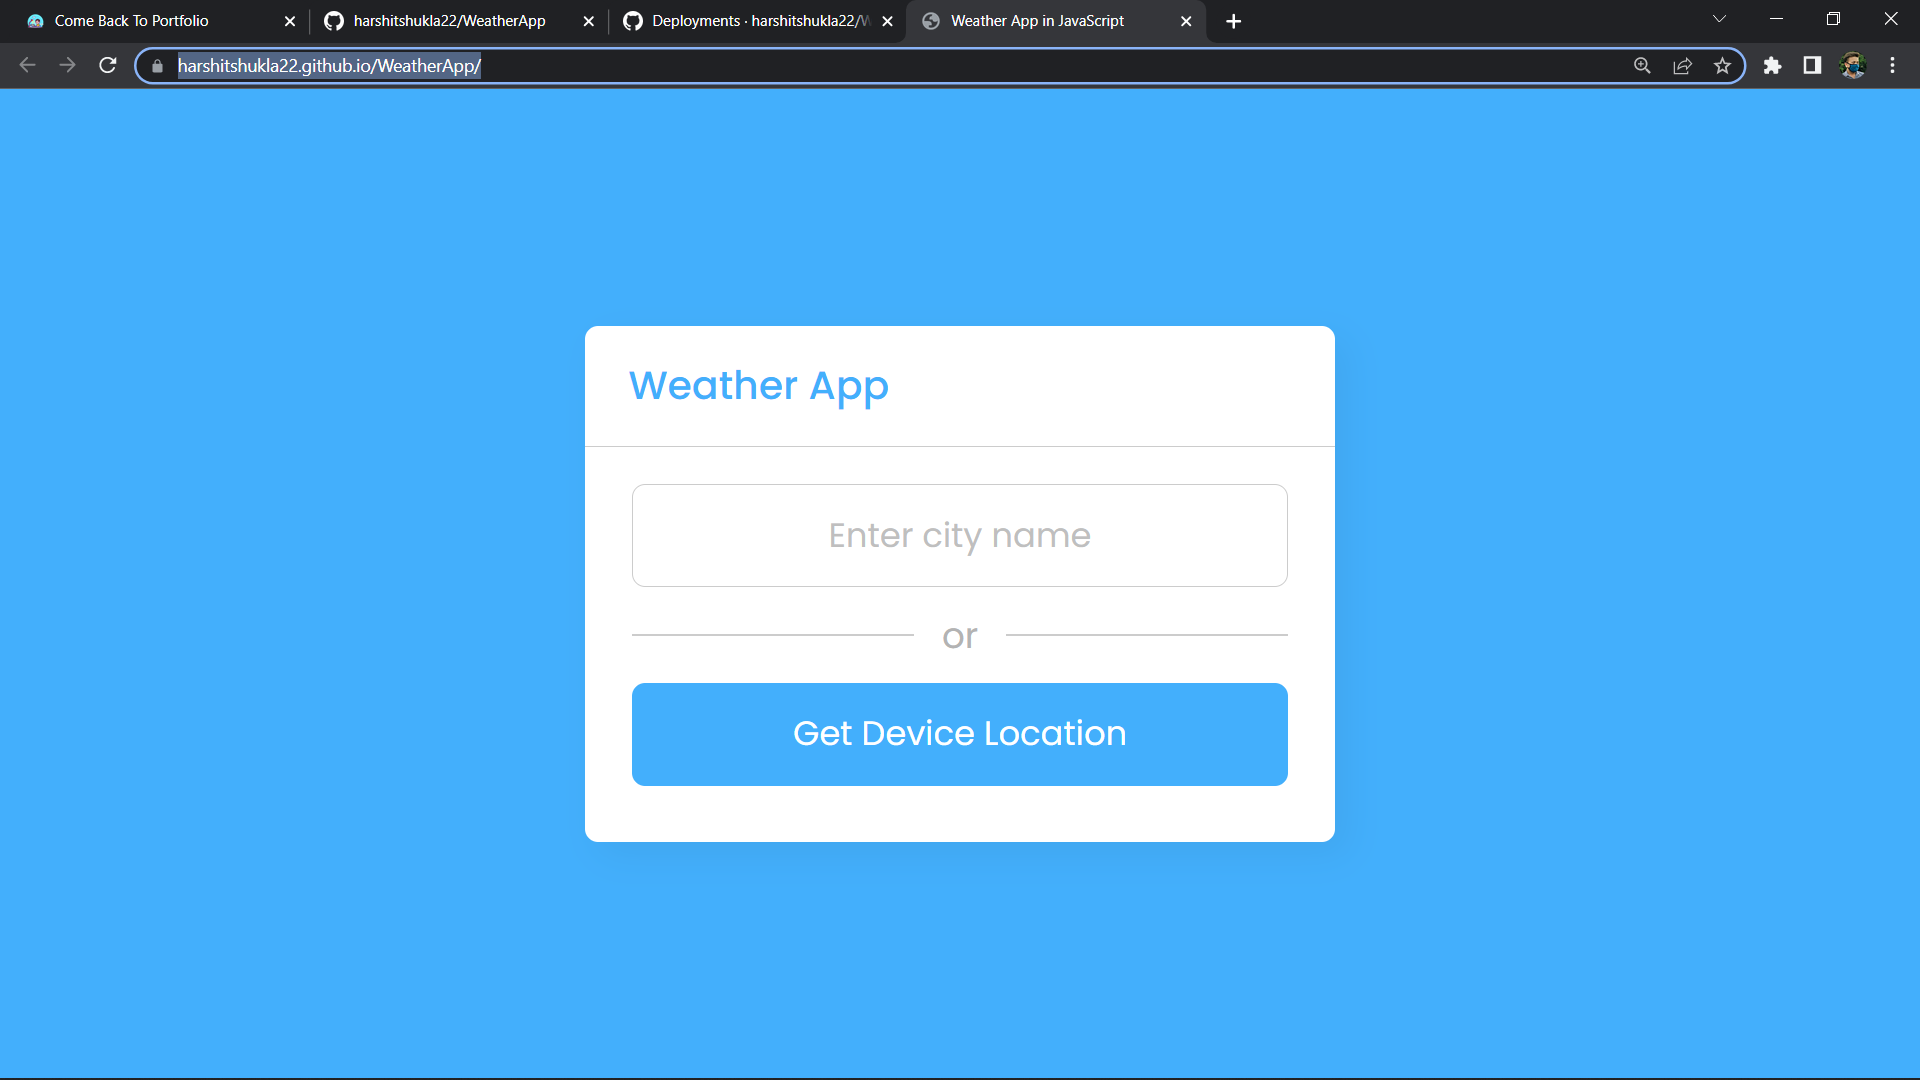 Come Back To Portfolio
harshitshukla22/WeatherApp
Deployments · harshitshukla22/W
Weather App in JavaScript
harshitshukla22.github.io/WeatherApp/
Weather App
Enter city name
or
Get Device Location